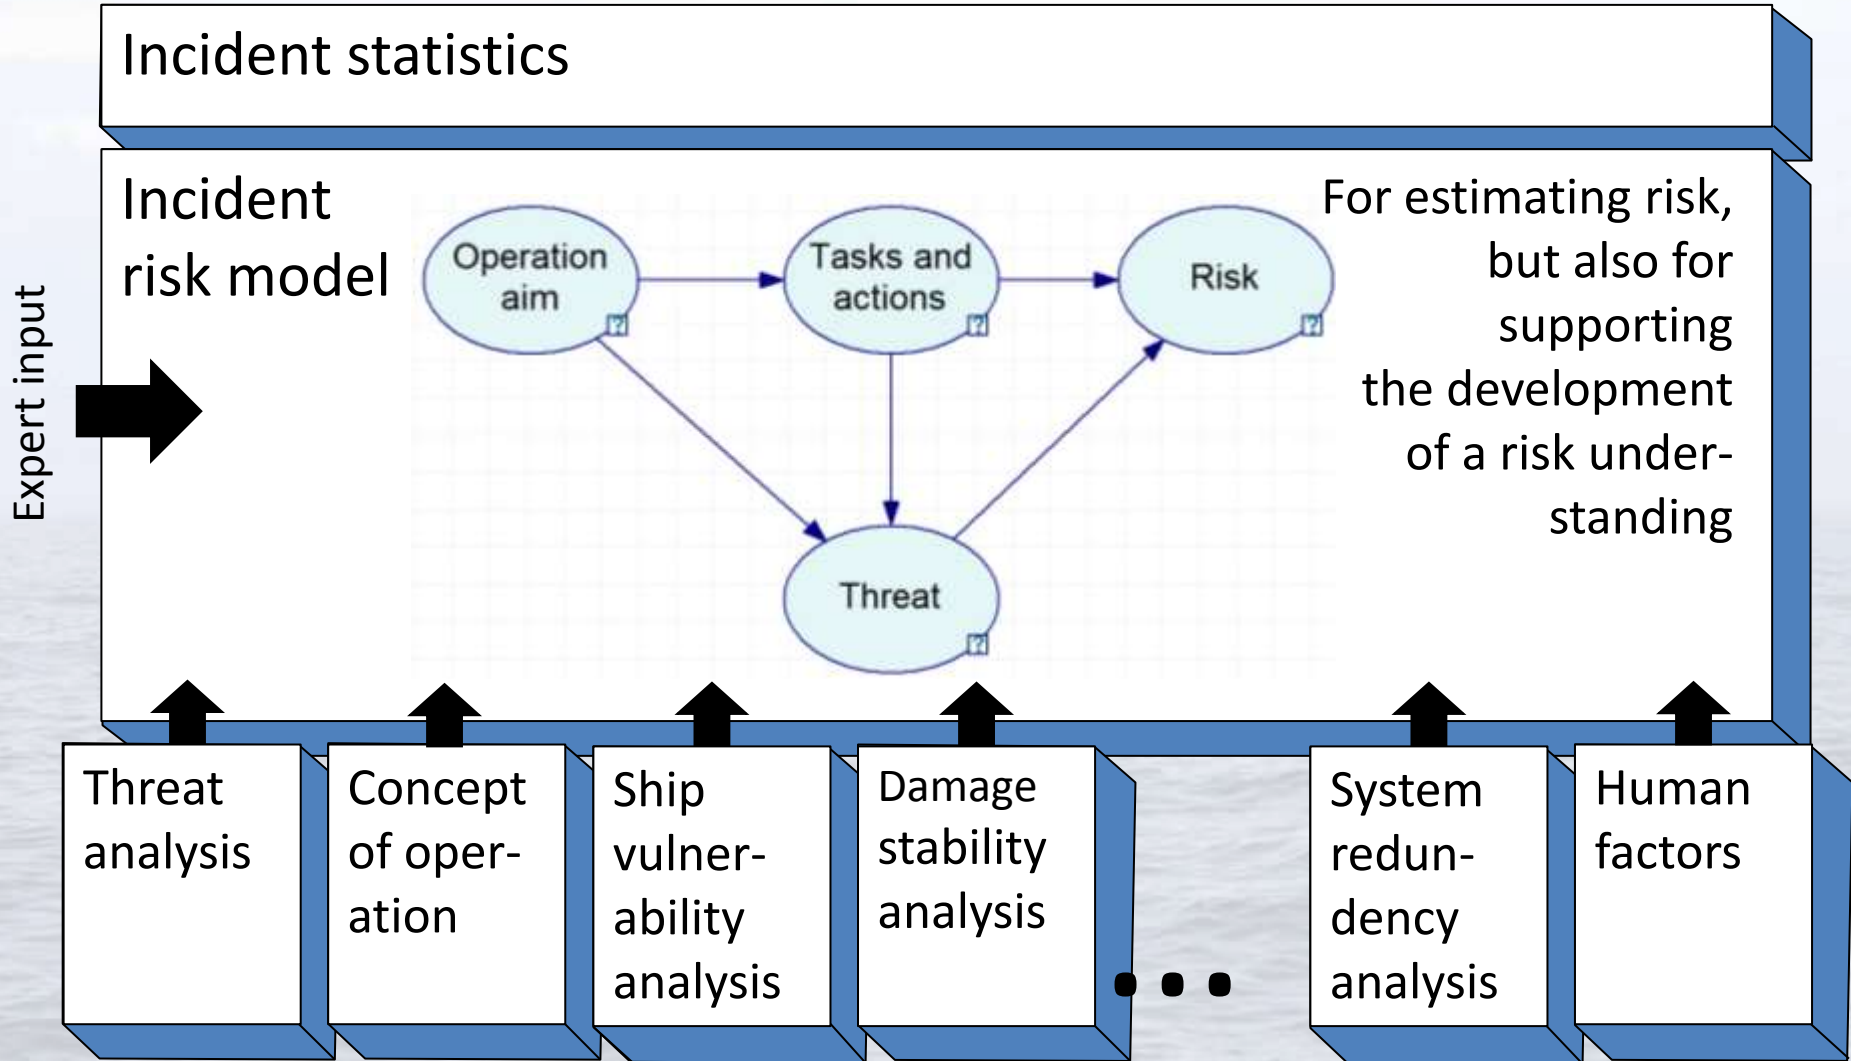 Incident statistics
Incident
risk model
Expert input
Operation
aim
?
Tasks and
actions
?
Risk
?
Threat
?
For estimating risk,
but also for
supporting
the development
of a risk under-
standing
Threat
analysis
Concept
of oper-
ation
Ship
vulner-
ability
analysis
Damage
stability
analysis
...
System
redun-
dency
analysis
Human
factors